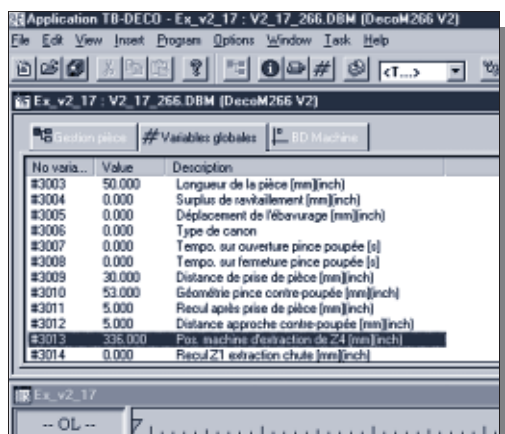 Application TB-DECO - Ex_v2_17 : V2_17_266.DBM (DecoM266 V2)
File Edit View Insert Program Options Window Task Help
<T...>
Ex_v2_17 : V2_17_266.DBM (DecoM266 V2)
Gestion pièce # Variables globales BD Machine
No varia... Value Description
#3003 50.000 Longueur de la pièce [mm][inch]
#3004 0.000 Surplus de ravitaillement [mm][inch]
#3005 0.000 Déplacement de l'ébavurage [mm][inch]
#3006 0.000 Type de canon
#3007 0.000 Tempo. sur ouverture pince poupée [s]
#3008 0.000 Tempo. sur fermeture pince poupée [s]
#3009 30.000 Distance de prise de pièce [mm][inch]
#3010 53.000 Géométrie pince contre-poupée [mm][inch]
#3011 5.000 Recul après prise de pièce [mm][inch]
#3012 5.000 Distance approche contre-poupée [mm][inch]
#3013 336.000 Pos. machine d'extraction de Z4 [mm][inch]
#3014 0.000 Recul Z1 extraction chute [mm][inch]
Ex_v2_17
-- OL --